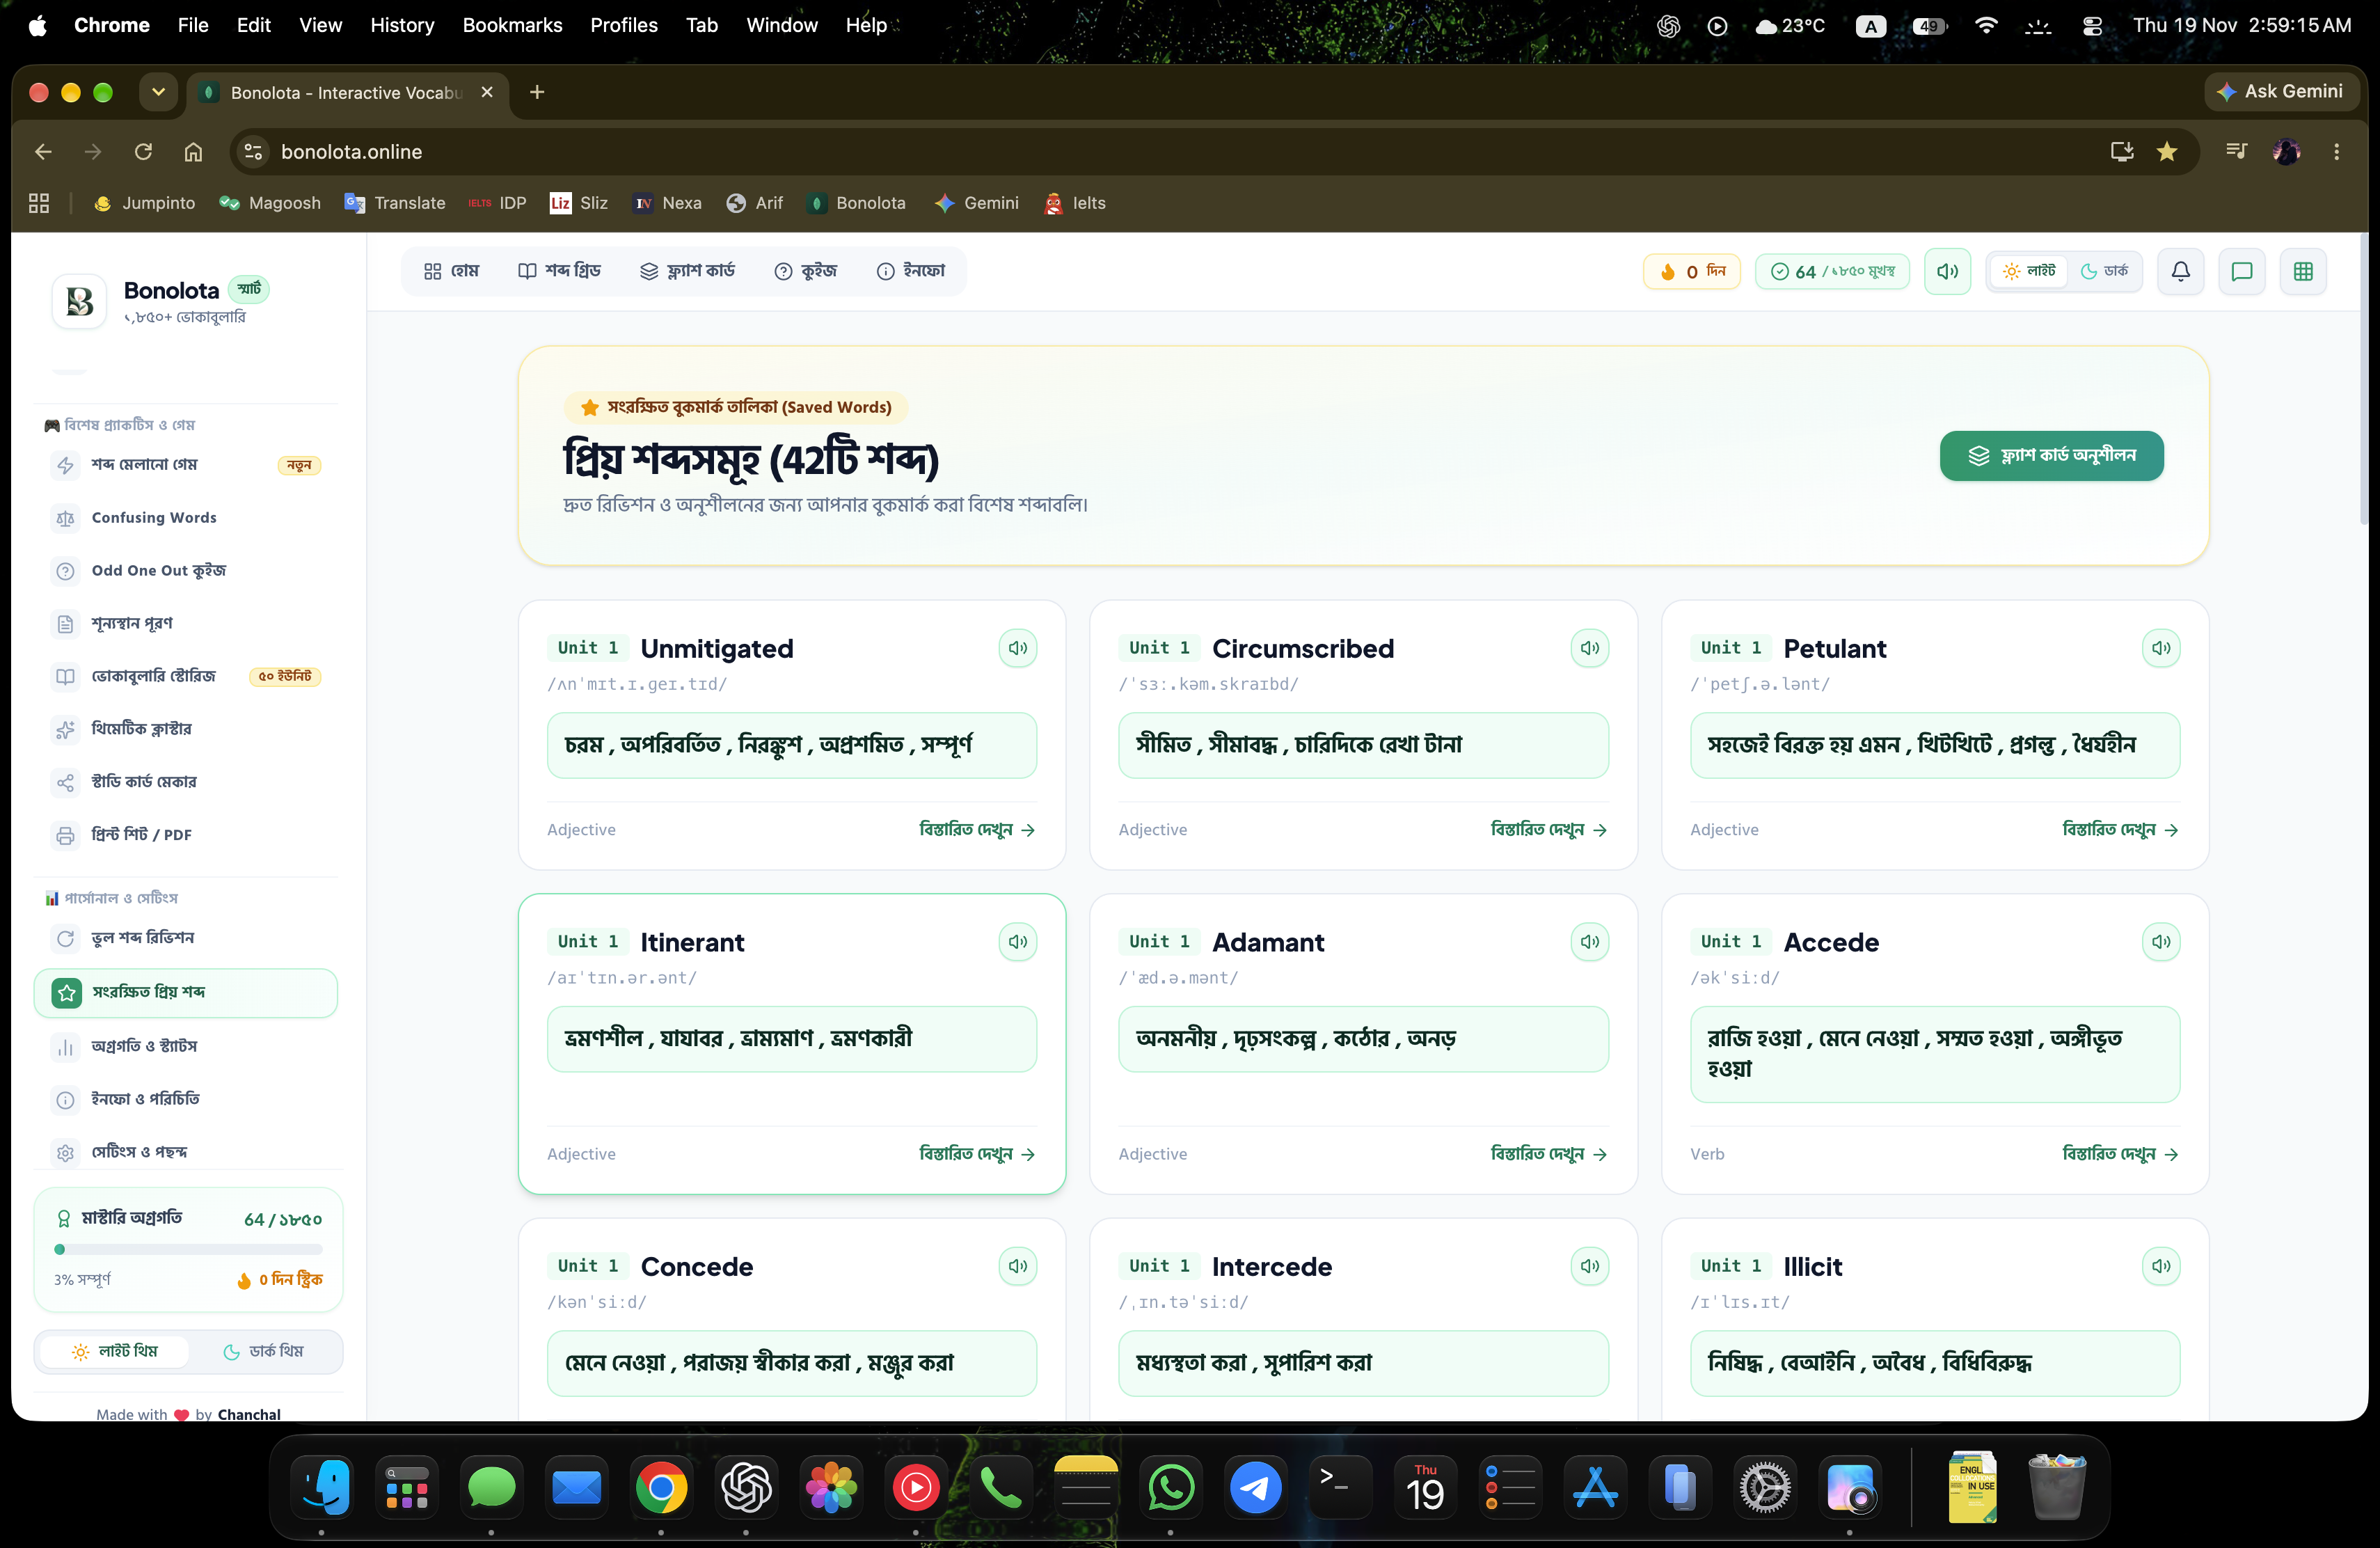 Chrome File Edit View History Bookmarks Profiles Tab Window Help 23°C A 49 Thu 19 Nov 2:59:15 AM
Bonolota - Interactive Vocabu
Ask Gemini
bonolota.online
Jumpinto Magoosh Translate IELTS IDP Liz Sliz IN Nexa Arif Bonolota Gemini Ielts
B Bonolota স্মার্ট
১,৮৫০+ ভোকাবুলারি
হোম শব্দ গ্রিড ফ্ল্যাশ কার্ড কুইজ ইনফো
0 দিন 64 / ১৮৫০ মুখস্থ লাইট ডার্ক
🎮 বিশেষ প্র্যাকটিস ও গেম
শব্দ মেলানো গেম নতুন
Confusing Words
Odd One Out কুইজ
শূন্যস্থান পূরণ
ভোকাবুলারি স্টোরিজ ৫০ ইউনিট
থিমেটিক ক্লাস্টার
স্টাডি কার্ড মেকার
প্রিন্ট শিট / PDF
📊 পার্সোনাল ও সেটিংস
ভুল শব্দ রিভিশন
সংরক্ষিত প্রিয় শব্দ
অগ্রগতি ও স্ট্যাটস
ইনফো ও পরিচিতি
সেটিংস ও পছন্দ
মাস্টারি অগ্রগতি 64 / ১৮৫০
3% সম্পূর্ণ 0 দিন স্ট্রিক
লাইট থিম ডার্ক থিম
Made with ❤️ by Chanchal
সংরক্ষিত বুকমার্ক তালিকা (Saved Words)
প্রিয় শব্দসমূহ (42টি শব্দ)
দ্রুত রিভিশন ও অনুশীলনের জন্য আপনার বুকমার্ক করা বিশেষ শব্দাবলি।
ফ্ল্যাশ কার্ড অনুশীলন
Unit 1 Unmitigated
/ʌnˈmɪt.ɪ.ɡeɪ.tɪd/
চরম , অপরিবর্তিত , নিরঙ্কুশ , অপ্রশমিত , সম্পূর্ণ
Adjective বিস্তারিত দেখুন →
Unit 1 Circumscribed
/ˈsɜː.kəm.skraɪbd/
সীমিত , সীমাবদ্ধ , চারিদিকে রেখা টানা
Adjective বিস্তারিত দেখুন →
Unit 1 Petulant
/ˈpetʃ.ə.lənt/
সহজেই বিরক্ত হয় এমন , খিটখিটে , প্রগল্ভ , ধৈর্যহীন
Adjective বিস্তারিত দেখুন →
Unit 1 Itinerant
/aɪˈtɪn.ər.ənt/
ভ্রমণশীল , যাযাবর , ভ্রাম্যমাণ , ভ্রমণকারী
Adjective বিস্তারিত দেখুন →
Unit 1 Adamant
/ˈæd.ə.mənt/
অনমনীয় , দৃঢ়সংকল্প , কঠোর , অনড়
Adjective বিস্তারিত দেখুন →
Unit 1 Accede
/əkˈsiːd/
রাজি হওয়া , মেনে নেওয়া , সম্মত হওয়া , অঙ্গীভূত
হওয়া
Verb বিস্তারিত দেখুন →
Unit 1 Concede
/kənˈsiːd/
মেনে নেওয়া , পরাজয় স্বীকার করা , মঞ্জুর করা
Unit 1 Intercede
/ˌɪn.təˈsiːd/
মধ্যস্থতা করা , সুপারিশ করা
Unit 1 Illicit
/ɪˈlɪs.ɪt/
নিষিদ্ধ , বেআইনি , অবৈধ , বিধিবিরুদ্ধ
Thu
19
ENGL
COLLOCATIONS
IN USE